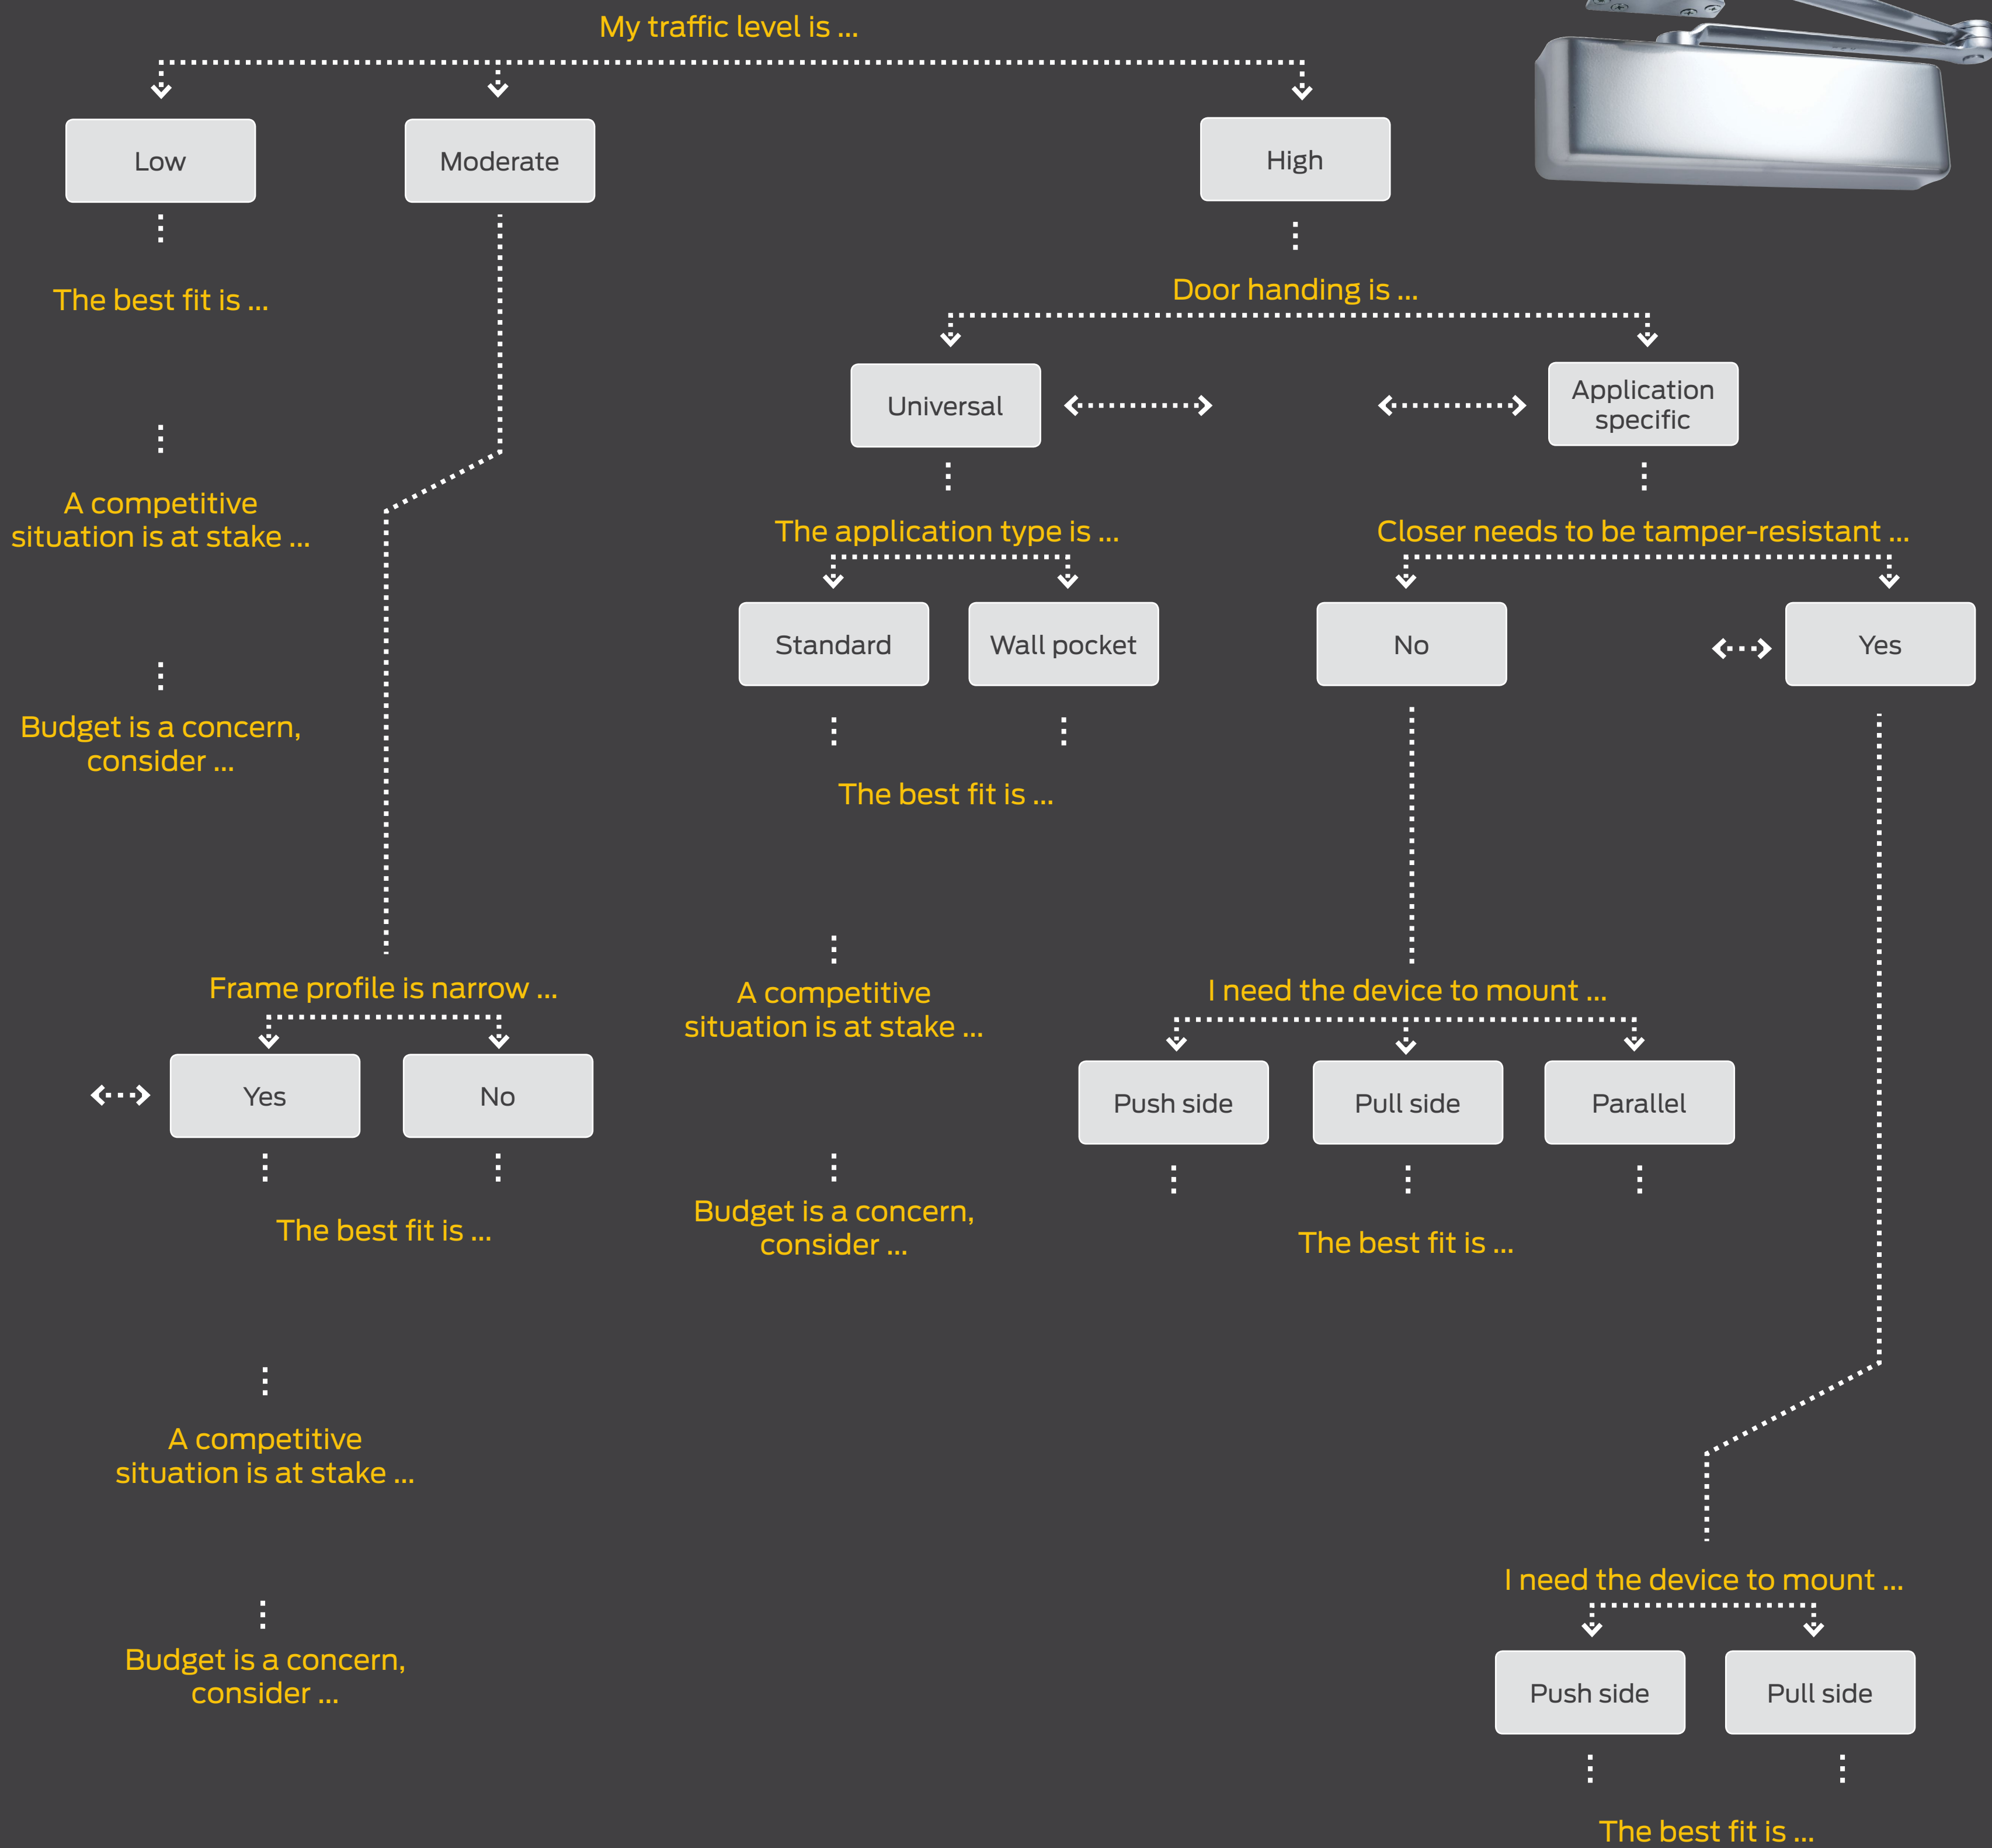 My traffic level is ...
Low
Moderate
High
The best fit is ...
Door handing is ...
Universal
Application
specific
A competitive
situation is at stake ...
The application type is ...
Closer needs to be tamper-resistant ...
Standard
Wall pocket
No
Yes
Budget is a concern,
consider ...
The best fit is ...
Frame profile is narrow ...
A competitive
situation is at stake ...
I need the device to mount ...
Yes
No
Push side
Pull side
Parallel
The best fit is ...
Budget is a concern,
consider ...
The best fit is ...
A competitive
situation is at stake ...
I need the device to mount ...
Budget is a concern,
consider ...
Push side
Pull side
The best fit is ...